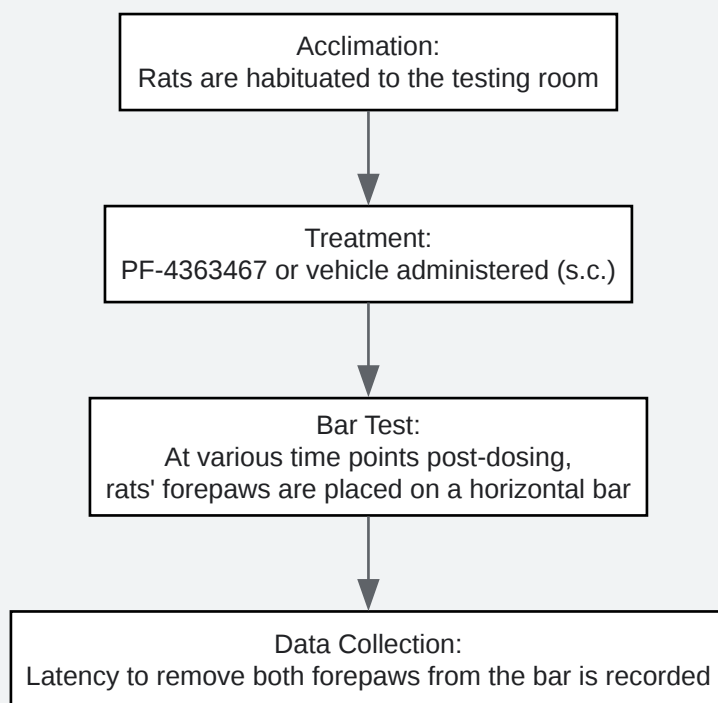 Acclimation:
Rats are habituated to the testing room
Treatment:
PF-4363467 or vehicle administered (s.c.)
Bar Test:
At various time points post-dosing,
rats' forepaws are placed on a horizontal bar
Data Collection:
Latency to remove both forepaws from the bar is recorded